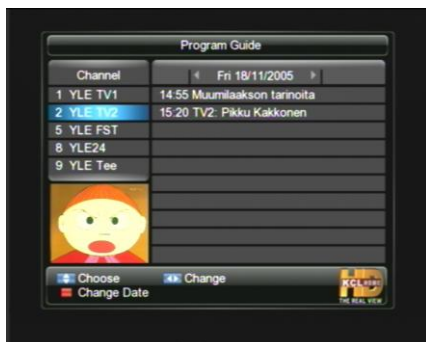 Program Guide
Channel
Fri 18/11/2005
1 YLE TV1
14:55 Muumilaakson tarinoita
2 YLE TV2
15:20 TV2: Pikku Kakkonen
5 YLE FST
8 YLE24
9 YLE Tee
Choose
Change
Change Date
KCL HOME
HD
THE REAL VIEW